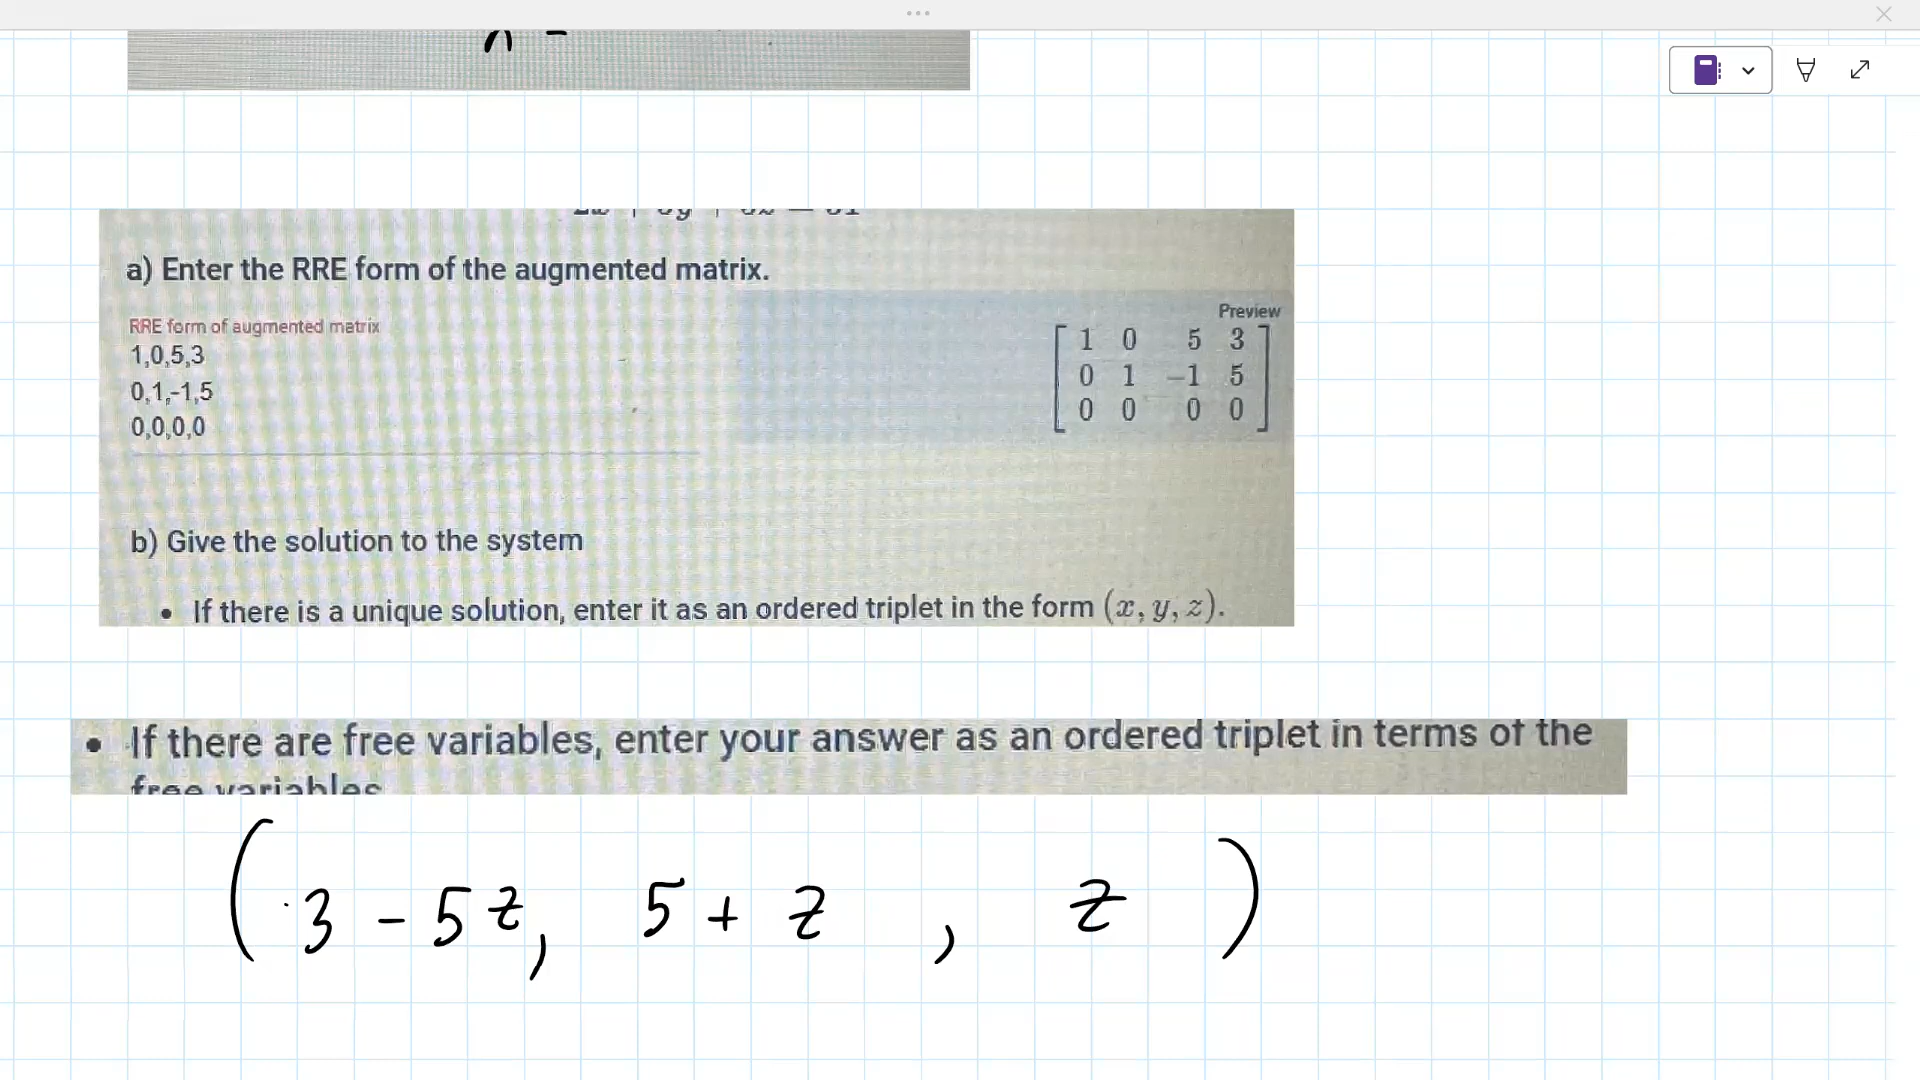 a) Enter the RRE form of the augmented matrix.
RRE form of augmented matrix
Preview
1,0,5,3
0,1,-1,5
0,0,0,0
1 0 5 3
0 1 −1 5
0 0 0 0
b) Give the solution to the system
• If there is a unique solution, enter it as an ordered triplet in the form (x, y, z).
• If there are free variables, enter your answer as an ordered triplet in terms of the
free variables
(3 - 5z, 5 + z, z)